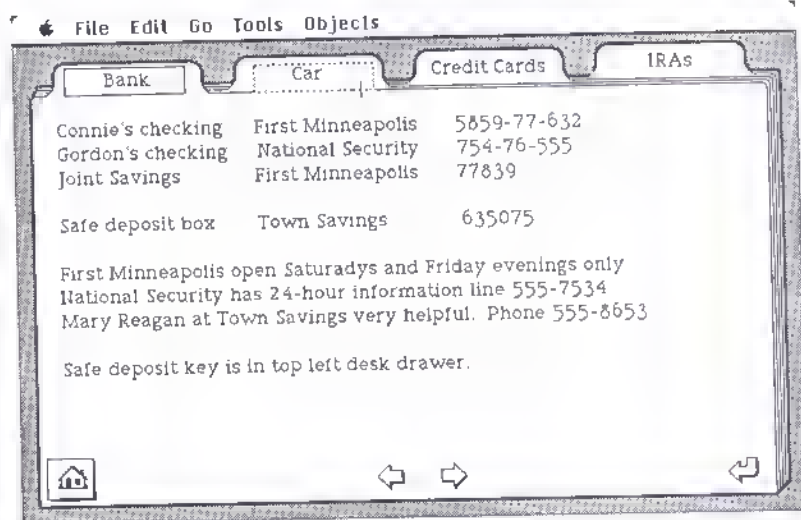 File Edit Go Tools Objects
Bank Car Credit Cards IRAs
Connie's checking First Minneapolis 5859-77-632
Gordon's checking National Security 754-76-555
Joint Savings First Minneapolis 77839
Safe deposit box Town Savings 635075
First Minneapolis open Saturadys and Friday evenings only
National Security has 24-hour information line 555-7534
Mary Reagan at Town Savings very helpful. Phone 555-8653
Safe deposit key is in top left desk drawer.